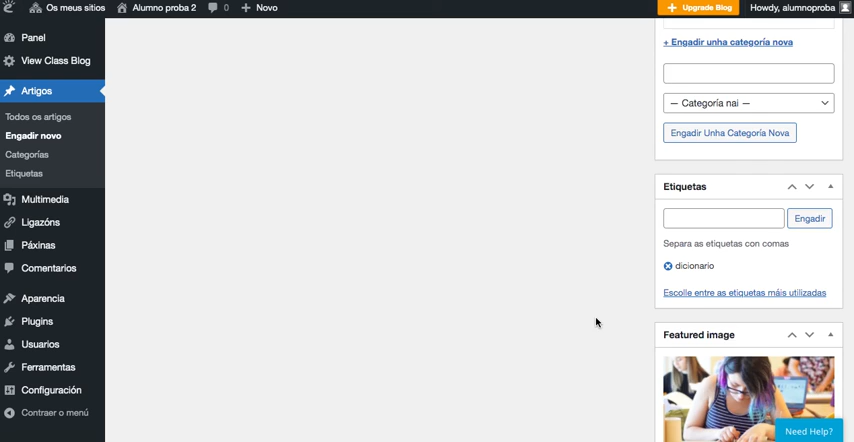 Os meus sitios
Alumno proba 2
0
Novo
Upgrade Blog
Howdy, alumnoproba
Panel
View Class Blog
Artigos
Todos os artigos
Engadir novo
Categorías
Etiquetas
Multimedia
Ligazóns
Páxinas
Comentarios
Aparencia
Plugins
Usuarios
Ferramentas
Configuración
Contraer o menú
+ Engadir unha categoría nova
— Categoría nai —
Engadir Unha Categoría Nova
Etiquetas
Engadir
Separa as etiquetas con comas
dicionario
Escolle entre as etiquetas máis utilizadas
Featured image
Need Help?